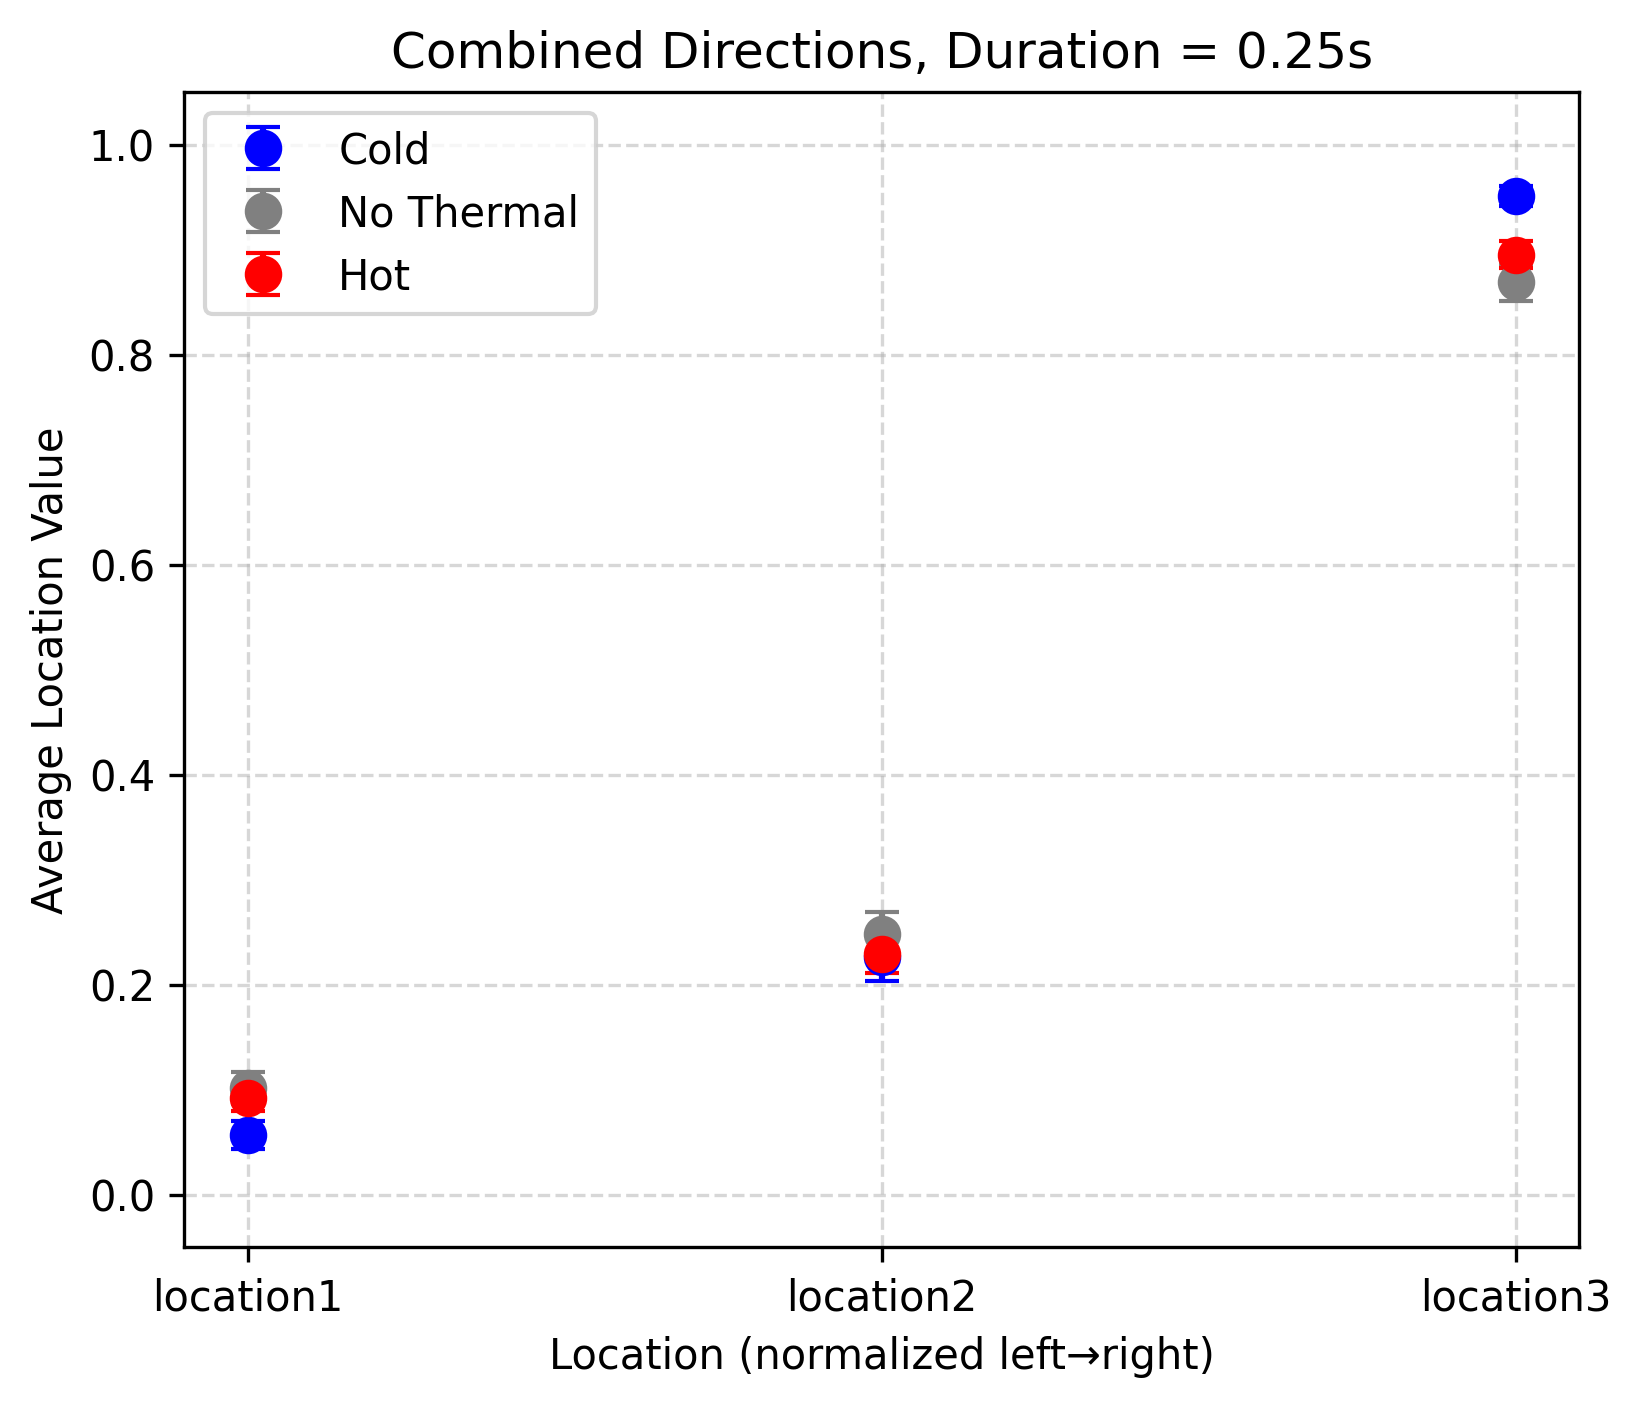 Combined Directions, Duration = 0.25s
Cold
No Thermal
Hot
1.0
0.8
0.6
0.4
0.2
0.0
Average Location Value
location1
location2
location3
Location (normalized left→right)